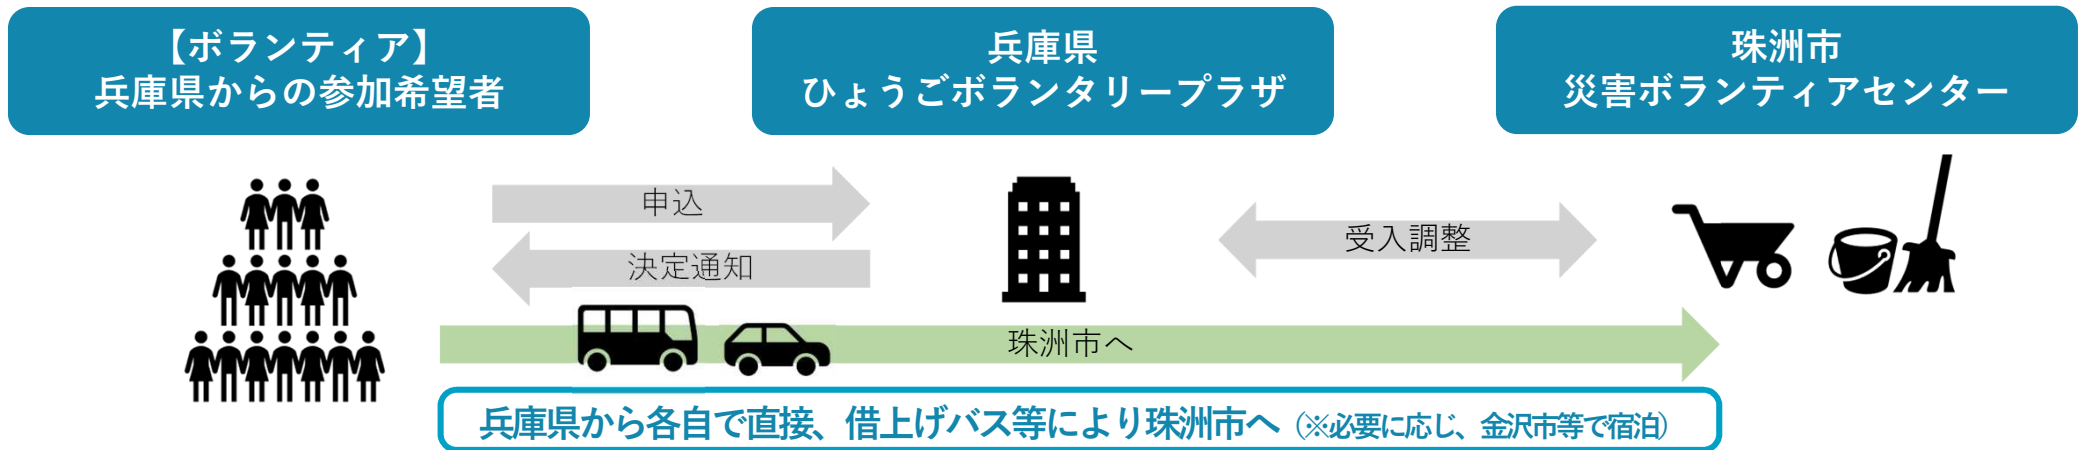 【ボランティア】
兵庫県からの参加希望者
兵庫県
ひょうごボランタリープラザ
珠洲市
災害ボランティアセンター
申込
決定通知
受入調整
珠洲市へ
兵庫県から各自で直接、借上げバス等により珠洲市へ（※必要に応じ、金沢市等で宿泊）